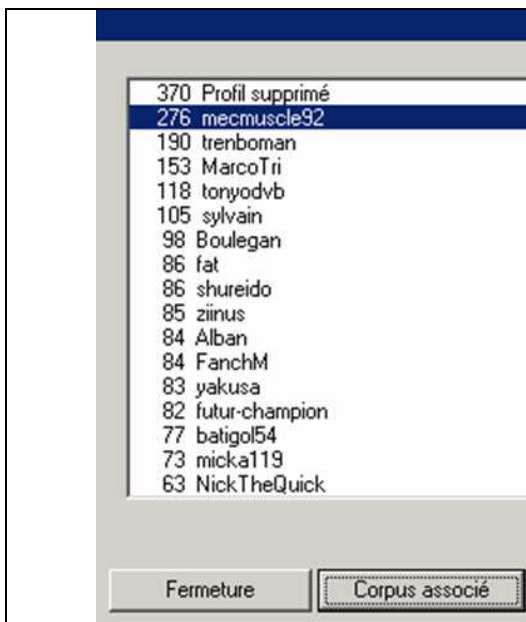 370 Profil supprimé
276 mecmuscle92
190 trenboman
153 MarcoTri
118 tonyodvb
105 sylvain
98 Boulegan
86 fat
86 shureido
85 ziinus
84 Alban
84 FanchM
83 yakusa
82 futur-champion
77 batigol54
73 micka119
63 NickTheQuick
Fermeture Corpus associé